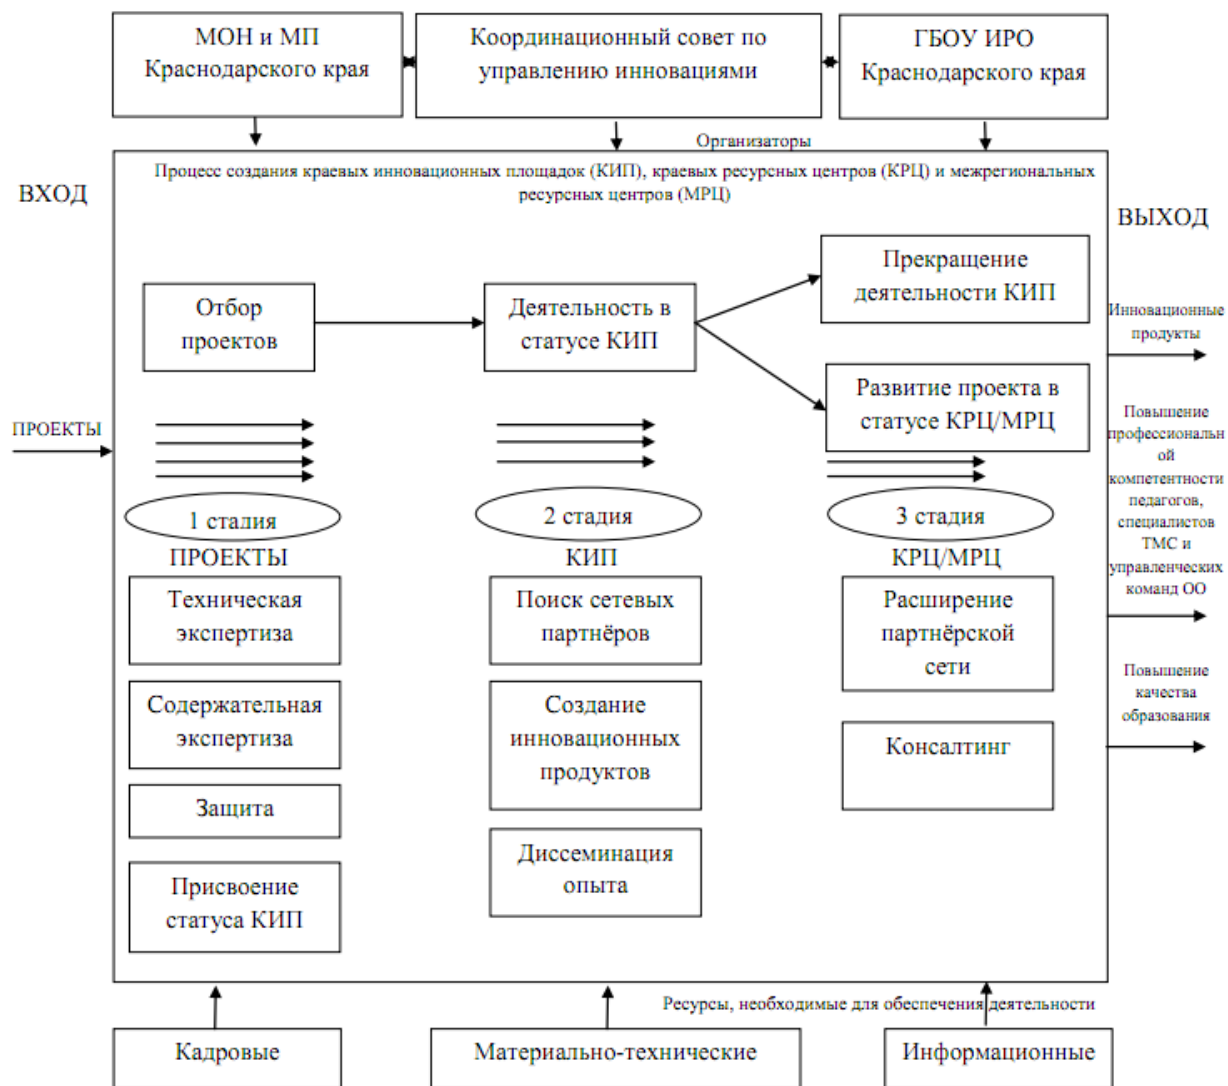 МОН и МП
Краснодарского края
Координационный совет по
управлению инновациями
ГБОУ ИРО
Краснодарского края
Организаторы
Процесс создания краевых инновационных площадок (КИП), краевых ресурсных центров (КРЦ) и межрегиональных
ресурсных центров (МРЦ)
ВХОД
ВЫХОД
Отбор
проектов
Деятельность в
статусе КИП
Прекращение
деятельности КИП
Развитие проекта в
статусе КРЦ/МРЦ
ПРОЕКТЫ
Инновационные
продукты
Повышение
профессиональн
ой
компетентности
педагогов,
специалистов
ТМС и
управленческих
команд ОО
Повышение
качества
образования
1 стадия
ПРОЕКТЫ
Техническая
экспертиза
Содержательная
экспертиза
Защита
Присвоение
статуса КИП
2 стадия
КИП
Поиск сетевых
партнёров
Создание
инновационных
продуктов
Диссеминация
опыта
3 стадия
КРЦ/МРЦ
Расширение
партнёрской
сети
Консалтинг
Ресурсы, необходимые для обеспечения деятельности
Кадровые
Материально-технические
Информационные